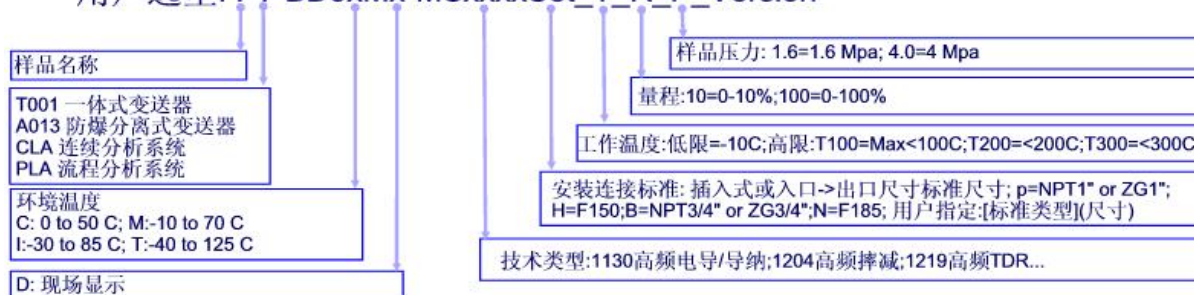 样品名称
T001 一体式变送器
A013 防爆分离式变送器
CLA 连续分析系统
PLA 流程分析系统
环境温度
C: 0 to 50 C; M:-10 to 70 C
I:-30 to 85 C; T:-40 to 125 C
D: 现场显示
样品压力: 1.6=1.6 Mpa; 4.0=4 Mpa
量程:10=0-10%;100=0-100%
工作温度:低限=-10C;高限:T100=Max<100C;T200=<200C;T300=<300C
安装连接标准: 插入式或入口->出口尺寸标准尺寸; p=NPT1" or ZG1";
H=F150;B=NPT3/4" or ZG3/4";N=F185; 用户指定:[标准类型](尺寸)
技术类型:1130高频电导/导纳;1204高频摔减;1219高频TDR...